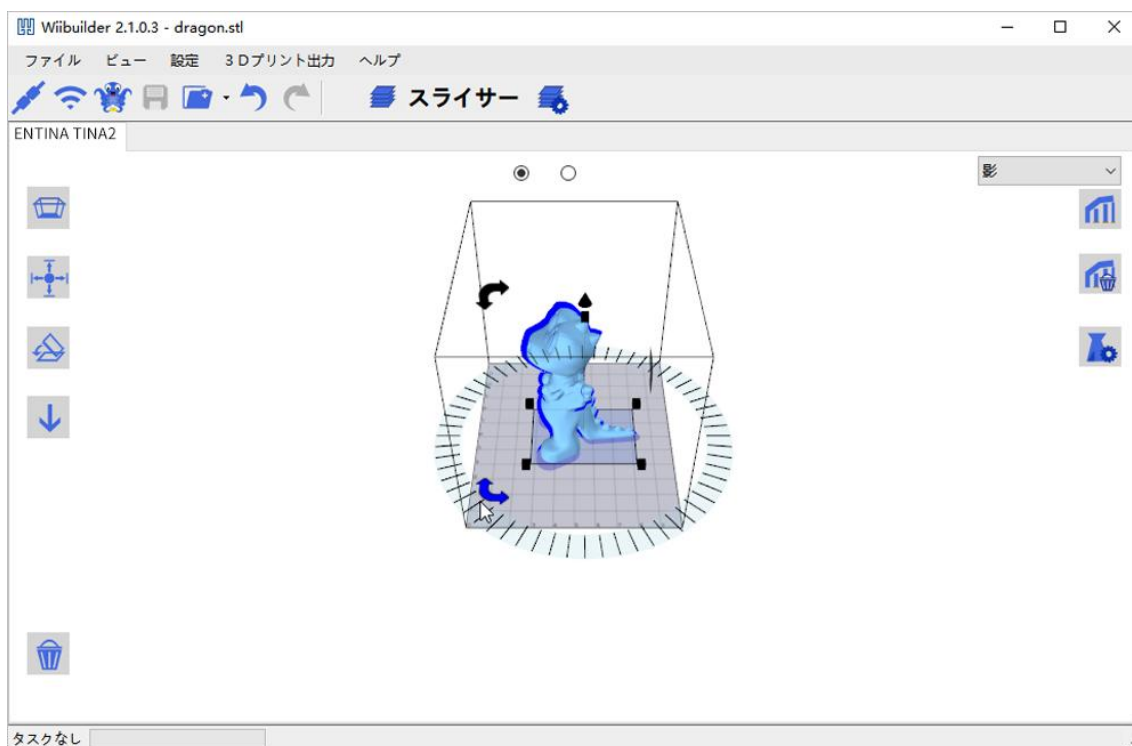 Wiibuilder 2.1.0.3 - dragon.stl
ファイル ビュー 設定 3Dプリント出力 ヘルプ
スライサー
ENTINA TINA2
影
タスクなし